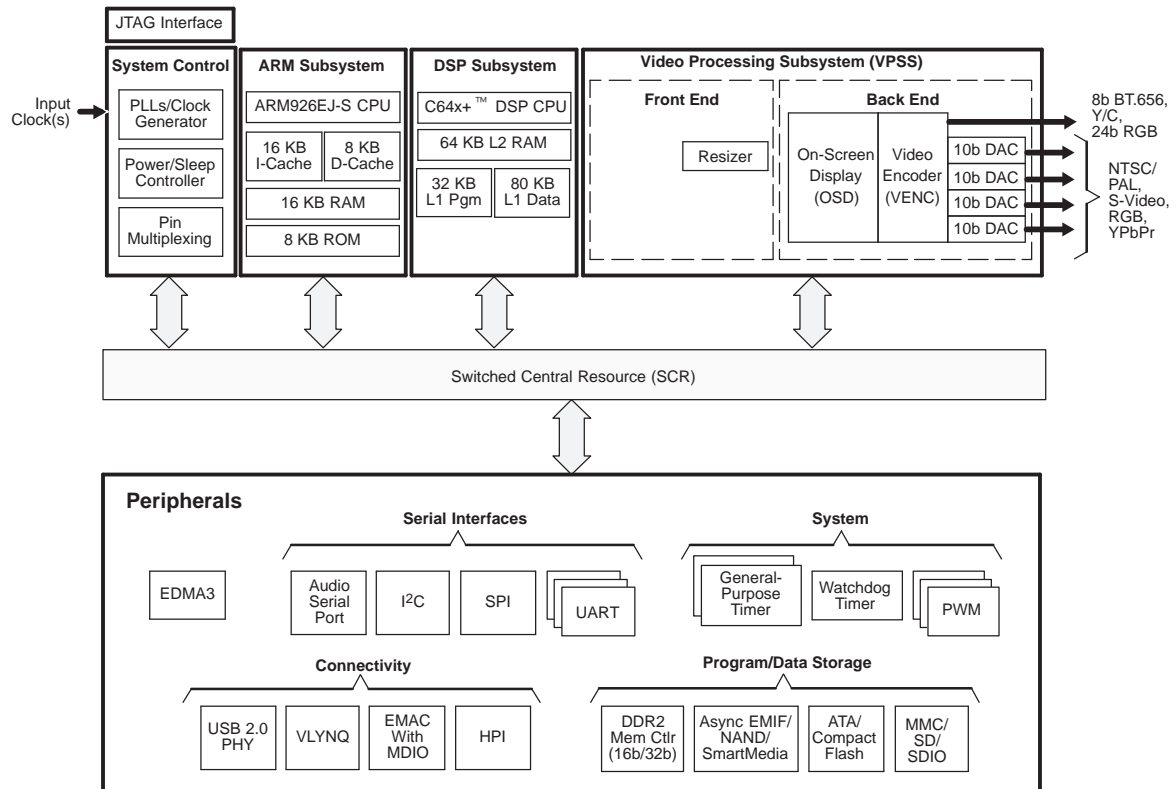 JTAG Interface
System Control
ARM Subsystem
DSP Subsystem
Video Processing Subsystem (VPSS)
Input
Clock(s)
PLLs/Clock
Generator
Power/Sleep
Controller
Pin
Multiplexing
ARM926EJ-S CPU
16 KB
I-Cache
8 KB
D-Cache
16 KB RAM
8 KB ROM
C64x+™ DSP CPU
64 KB L2 RAM
32 KB
L1 Pgm
80 KB
L1 Data
Front End
Resizer
Back End
On-Screen
Display
(OSD)
Video
Encoder
(VENC)
10b DAC
10b DAC
10b DAC
10b DAC
8b BT.656,
Y/C,
24b RGB
NTSC/
PAL,
S-Video,
RGB,
YPbPr
Switched Central Resource (SCR)
Peripherals
Serial Interfaces
System
EDMA3
Audio
Serial
Port
I²C
SPI
UART
General-
Purpose
Timer
Watchdog
Timer
PWM
Connectivity
Program/Data Storage
USB 2.0
PHY
VLYNQ
EMAC
With
MDIO
HPI
DDR2
Mem Ctlr
(16b/32b)
Async EMIF/
NAND/
SmartMedia
ATA/
Compact
Flash
MMC/
SD/
SDIO